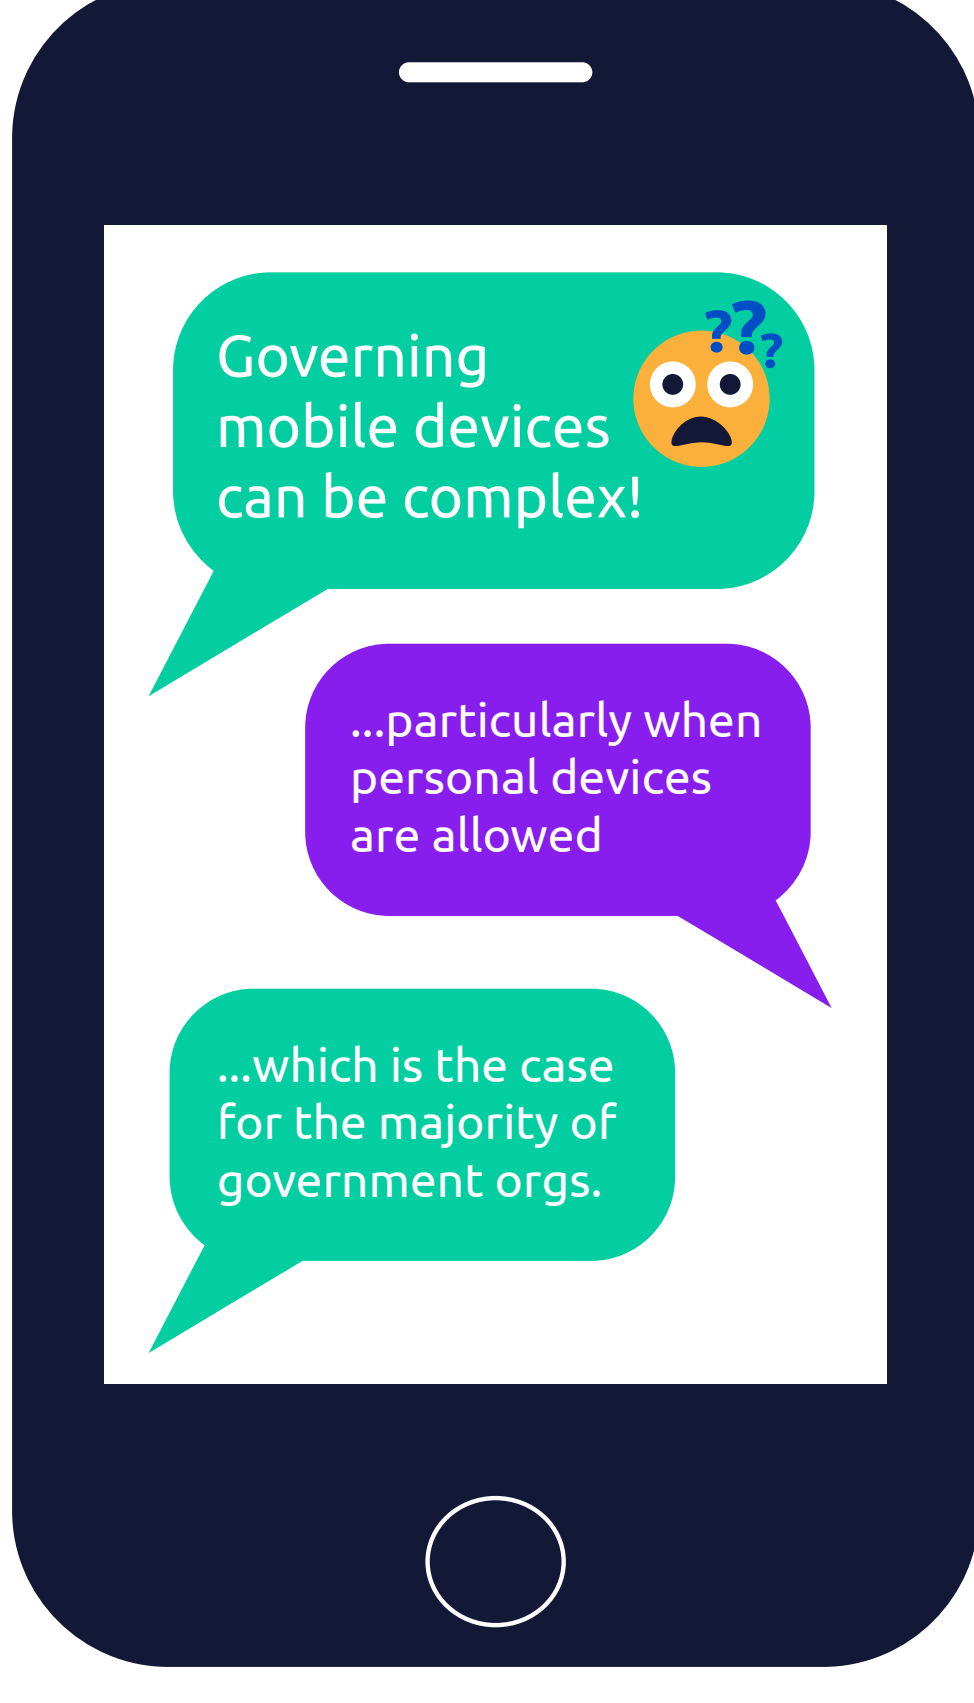 ???
Governing
mobile devices
can be complex!
...particularly when
personal devices
are allowed
...which is the case
for the majority of
government orgs.